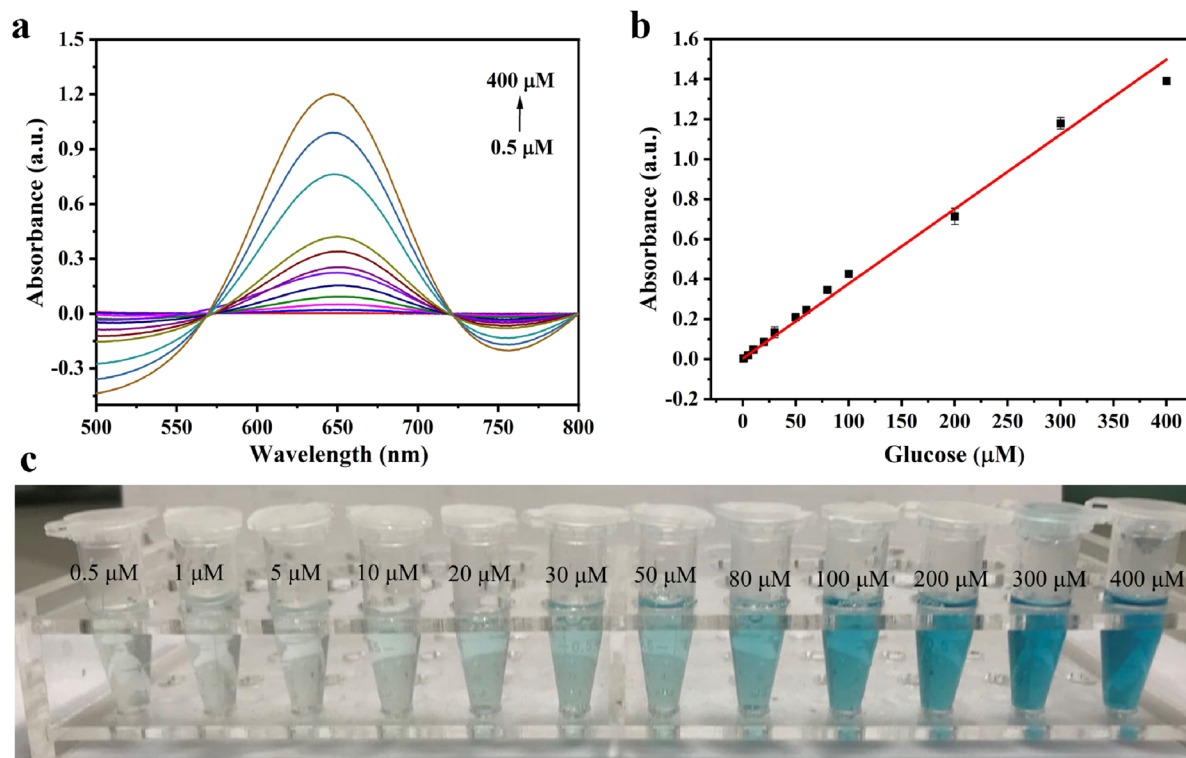 a
1.5
1.2
0.9
0.6
0.3
0.0
-0.3
Absorbance (a.u.)
400 μM
0.5 μM
500 550 600 650 700 750 800
Wavelength (nm)
b
1.6
1.4
1.2
1.0
0.8
0.6
0.4
0.2
0.0
-0.2
Absorbance (a.u.)
0 50 100 150 200 250 300 350 400
Glucose (μM)
c
0.5 μM 1 μM 5 μM 10 μM 20 μM 30 μM 50 μM 80 μM 100 μM 200 μM 300 μM 400 μM